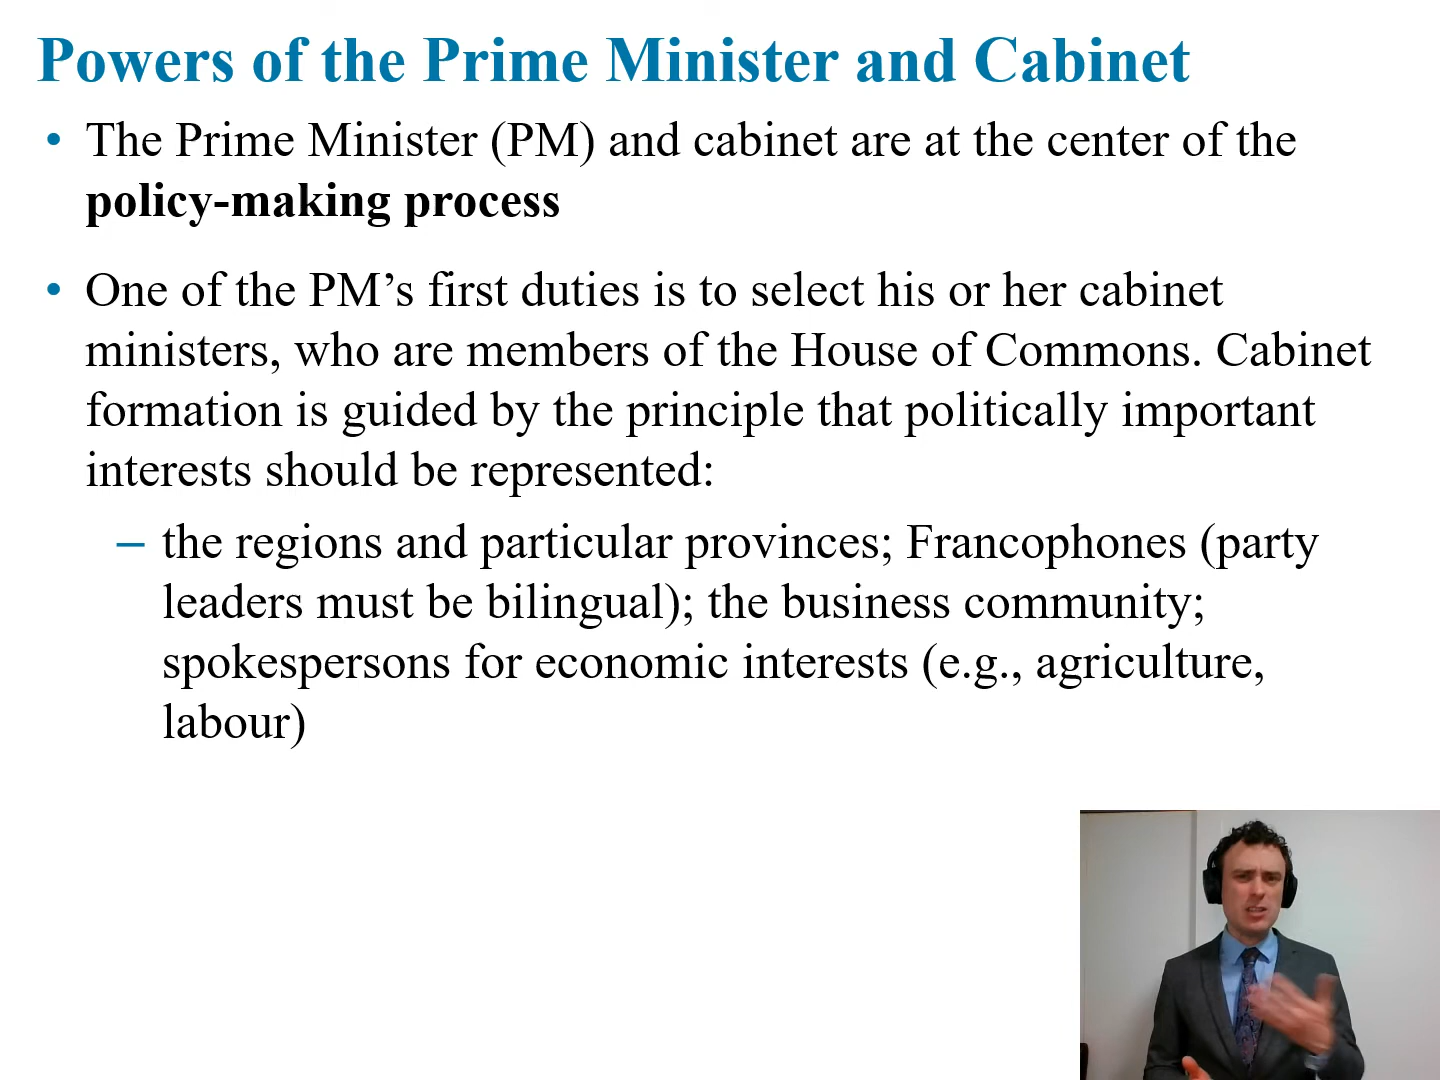 Powers of the Prime Minister and Cabinet
• The Prime Minister (PM) and cabinet are at the center of the
policy-making process
• One of the PM’s first duties is to select his or her cabinet
ministers, who are members of the House of Commons. Cabinet
formation is guided by the principle that politically important
interests should be represented:
– the regions and particular provinces; Francophones (party
leaders must be bilingual); the business community;
spokespersons for economic interests (e.g., agriculture,
labour)